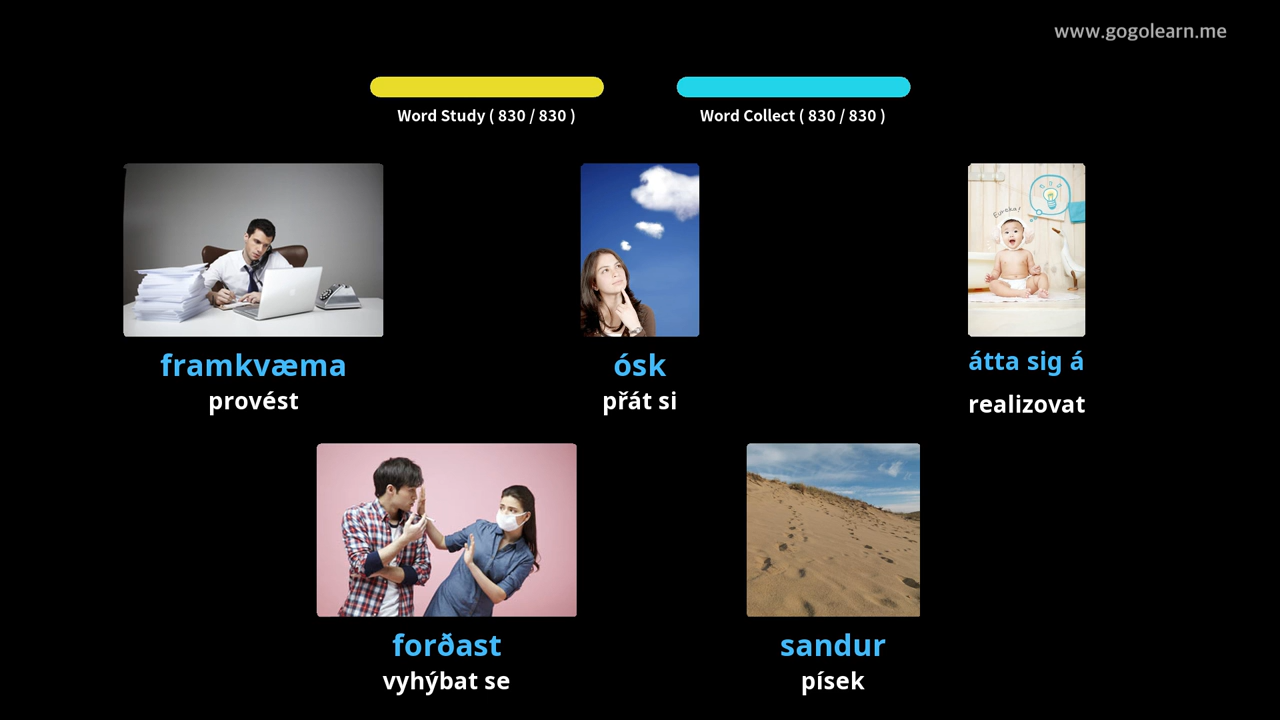 www.gogolearn.me
Word Study ( 830 / 830 )
Word Collect ( 830 / 830 )
Eureka!
framkvæma
provést
ósk
přát si
átta sig á
realizovat
forðast
vyhýbat se
sandur
písek